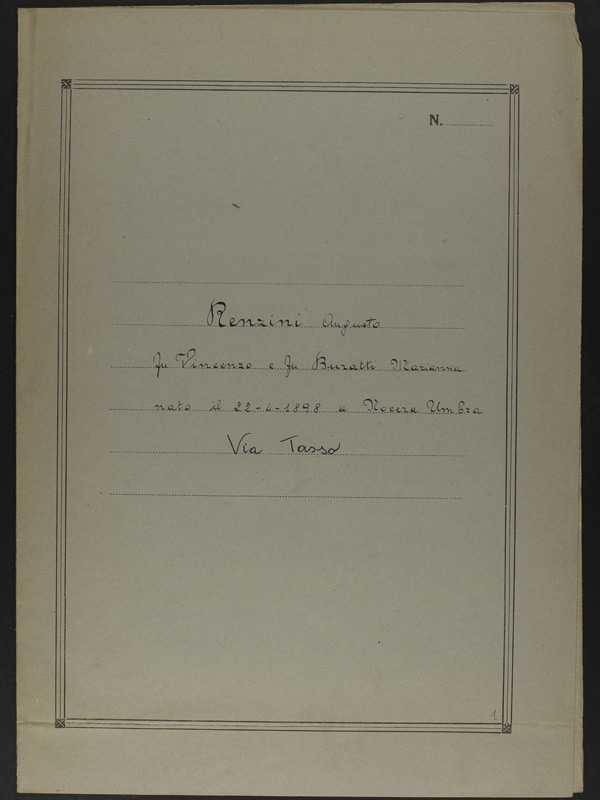 N.
Renzini Augusto
fu Vincenzo e fu Buratti Marianna
nato il 22-4-1898 a Nocera Umbra
Via Tasso
1